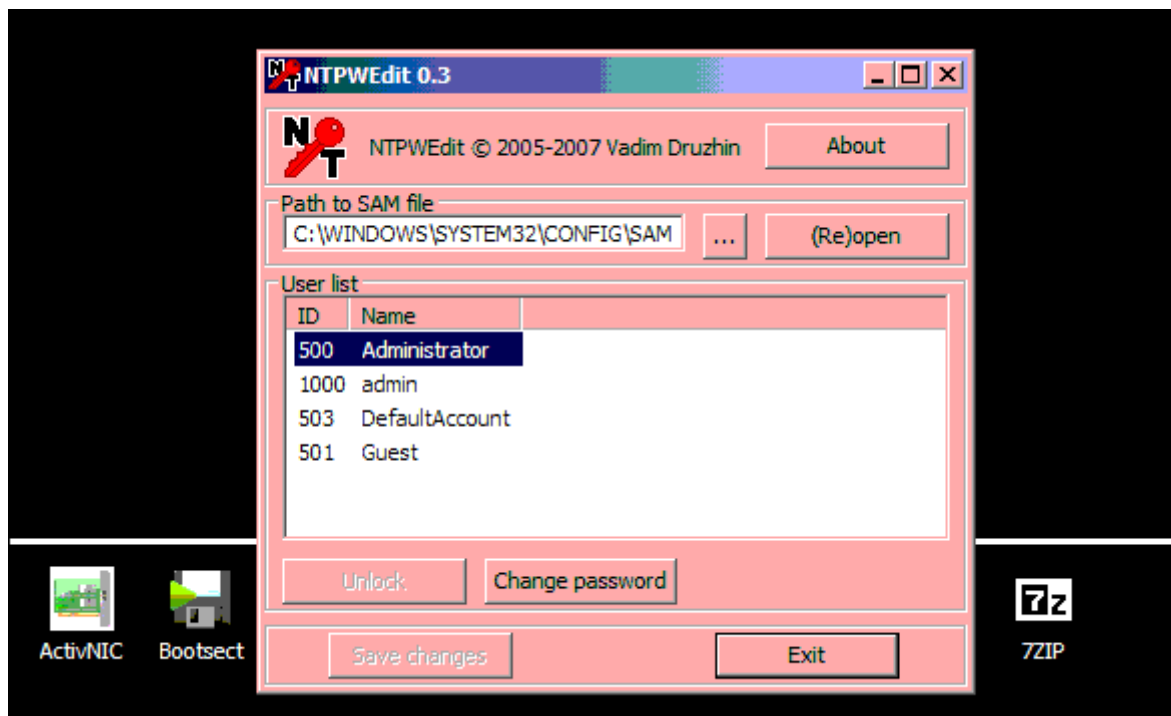 NTPWEdit 0.3
NTPWEdit © 2005-2007 Vadim Druzhin
About
Path to SAM file
C:\WINDOWS\SYSTEM32\CONFIG\SAM
...
(Re)open
User list
ID Name
500 Administrator
1000 admin
503 DefaultAccount
501 Guest
Unlock
Change password
Save changes
Exit
ActivNIC
Bootsect
7z
7ZIP